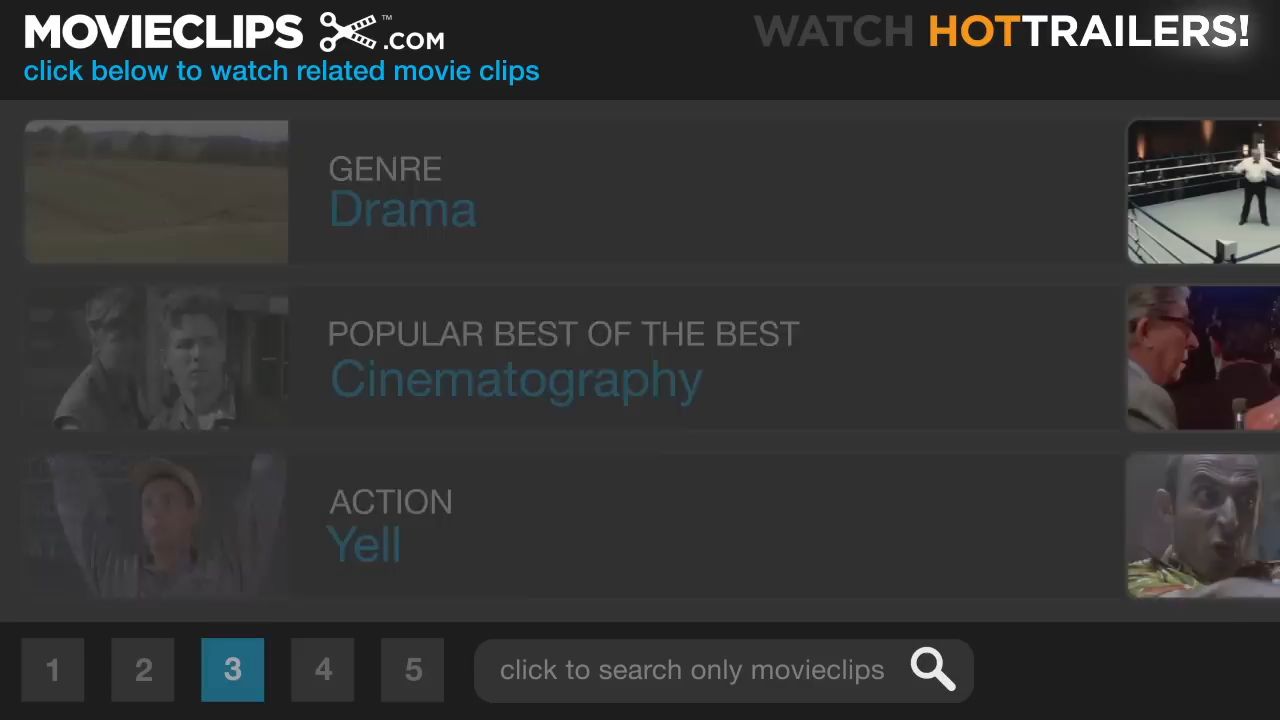 MOVIECLIPS.COM™
WATCH HOTTRAILERS!
click below to watch related movie clips
GENRE
Drama
POPULAR BEST OF THE BEST
Cinematography
ACTION
Yell
1 2 3 4 5 click to search only movieclips